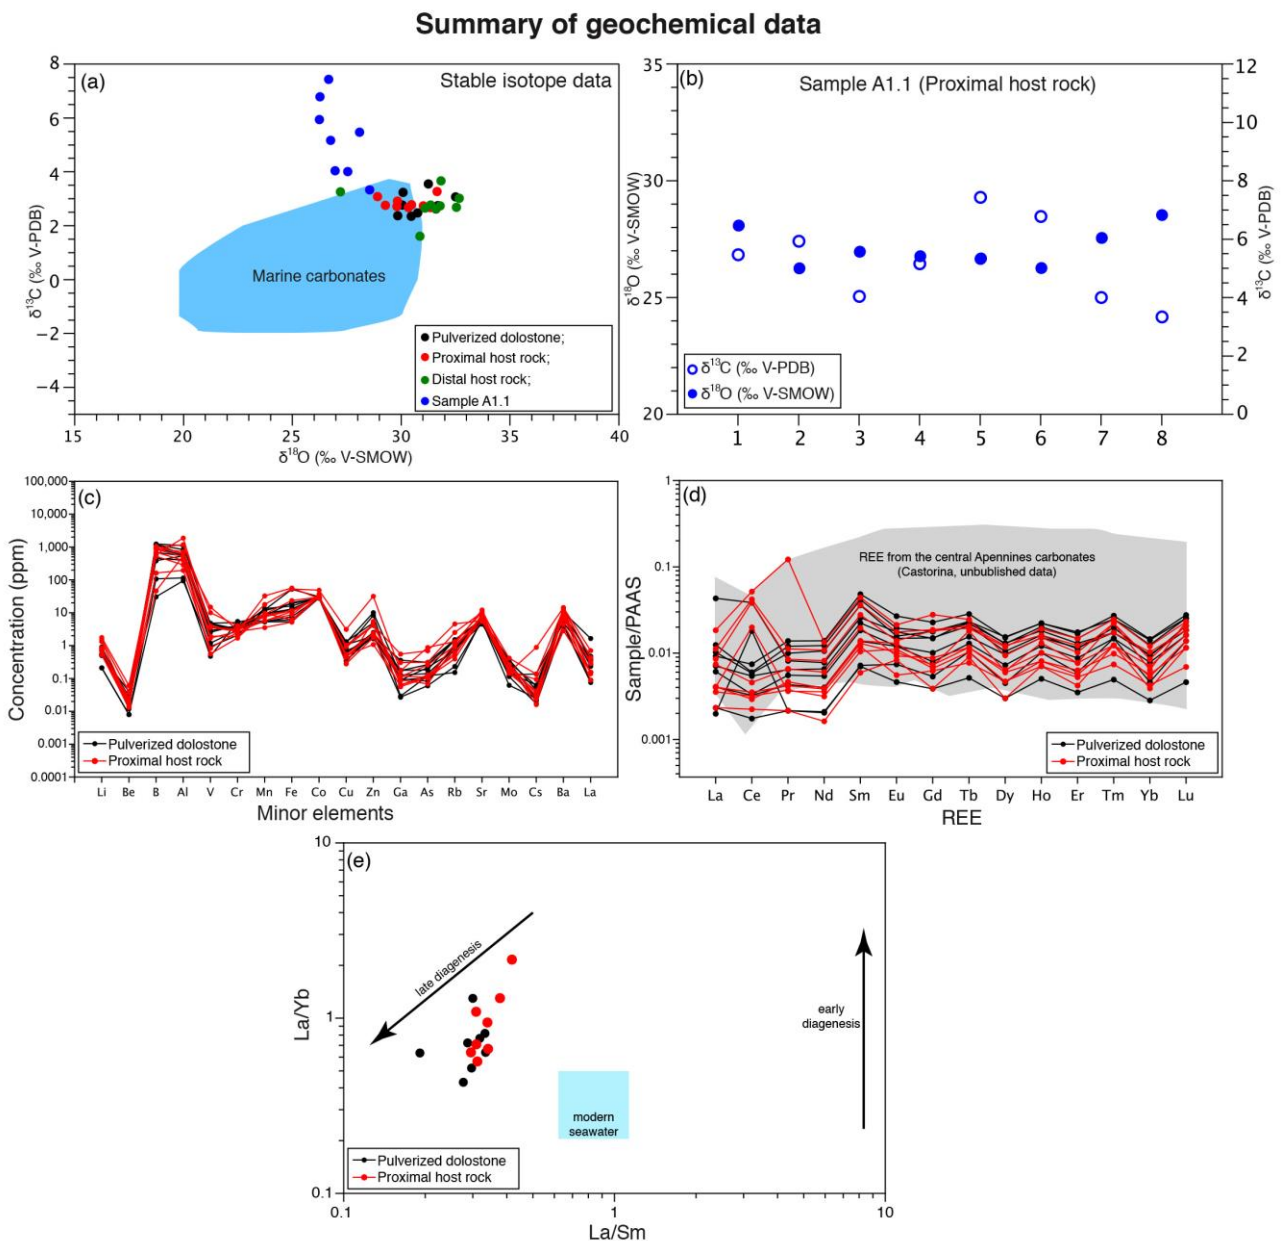 Summary of geochemical data
(a)
Stable isotope data
8
6
4
2
0
−2
−4
δ13C (‰ V-PDB)
Marine carbonates
Pulverized dolostone;
Proximal host rock;
Distal host rock;
Sample A1.1
15
20
25
30
35
40
δ18O (‰ V-SMOW)
(b)
Sample A1.1 (Proximal host rock)
35
30
25
20
δ18O (‰ V-SMOW)
12
10
8
6
4
2
0
δ13C (‰ V-PDB)
δ13C (‰ V-PDB)
δ18O (‰ V-SMOW)
1 2 3 4 5 6 7 8
(c)
100,000
10,000
1,000
100
10
1
0.1
0.01
0.001
0.0001
Concentration (ppm)
Pulverized dolostone
Proximal host rock
Li Be B Al V Cr Mn Fe Co Cu Zn Ga As Rb Sr Mo Cs Ba La
Minor elements
(d)
1
0.1
0.01
0.001
Sample/PAAS
REE from the central Apennines carbonates
(Castorina, unbublished data)
Pulverized dolostone
Proximal host rock
La Ce Pr Nd Sm Eu Gd Tb Dy Ho Er Tm Yb Lu
REE
(e)
10
1
0.1
La/Yb
late diagenesis
early
diagenesis
modern
seawater
Pulverized dolostone
Proximal host rock
0.1
1
10
La/Sm